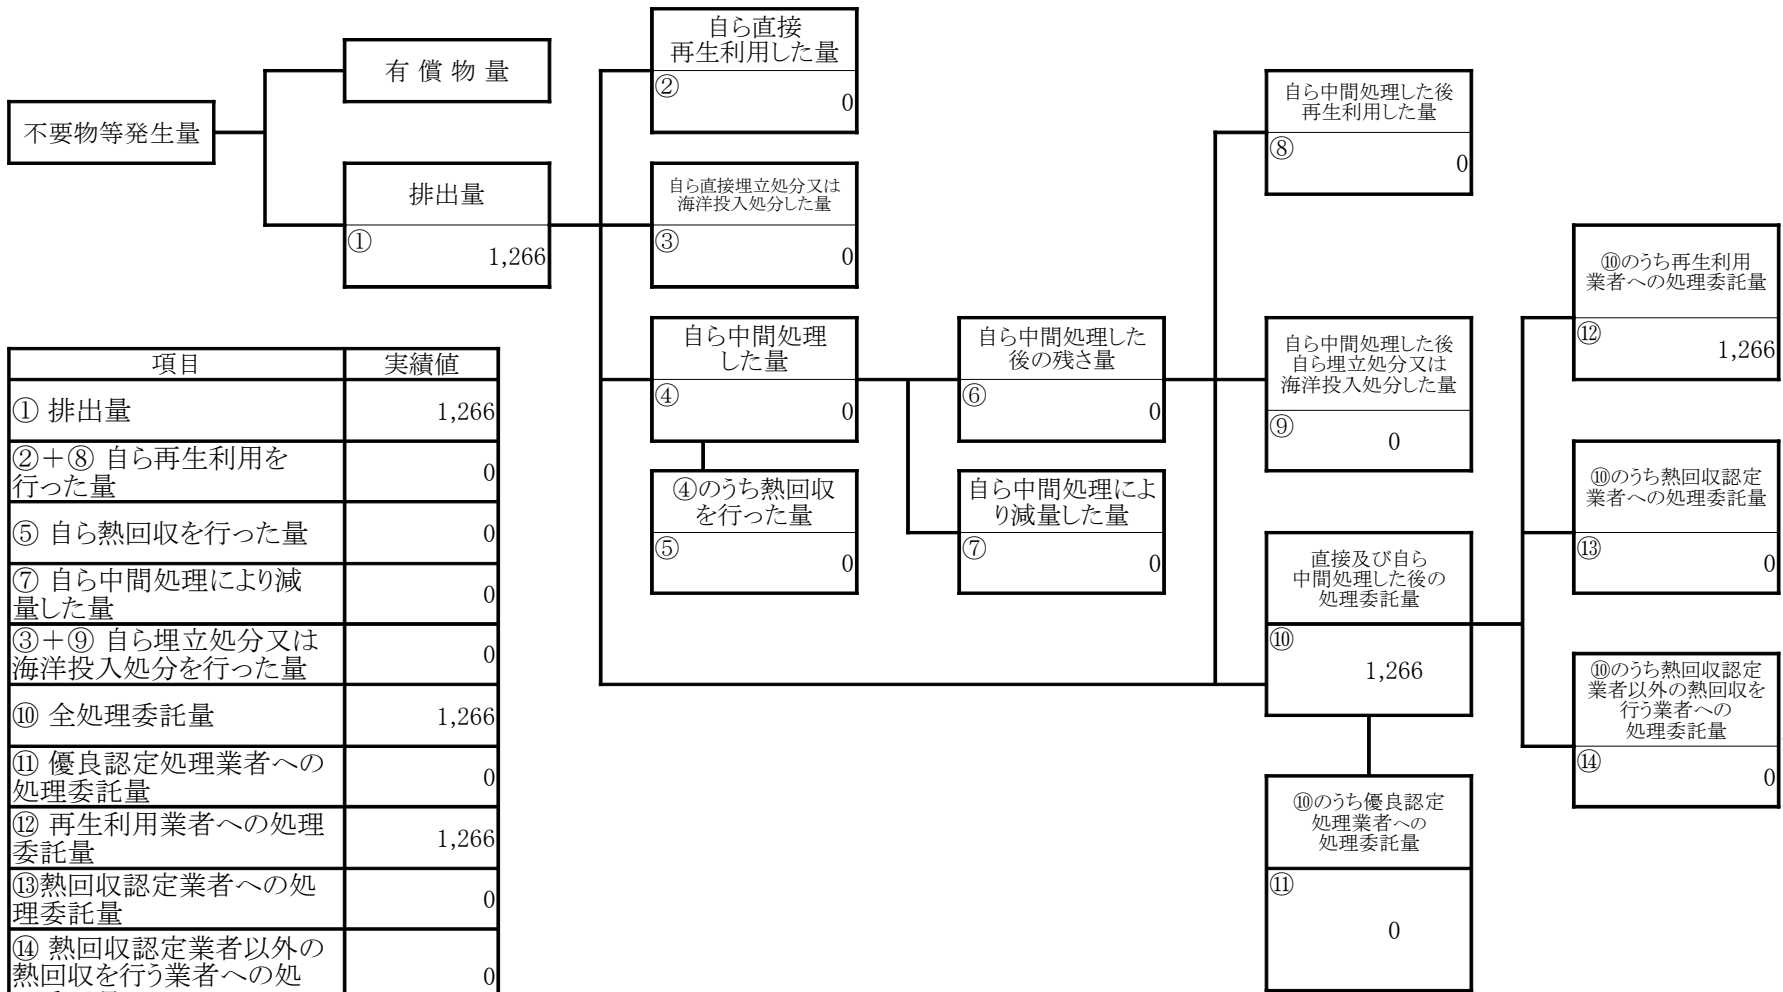 不要物等発生量
有 償 物 量
排出量
①
1,266
自ら直接
再生利用した量
②
0
自ら直接埋立処分又は
海洋投入処分した量
③
0
自ら中間処理
した量
④
0
④のうち熱回収
を行った量
⑤
0
自ら中間処理した
後の残さ量
⑥
0
自ら中間処理によ
り減量した量
⑦
0
自ら中間処理した後
再生利用した量
⑧
0
自ら中間処理した後
自ら埋立処分又は
海洋投入処分した量
⑨
0
直接及び自ら
中間処理した後の
処理委託量
⑩
1,266
⑩のうち優良認定
処理業者への
処理委託量
⑪
0
⑩のうち再生利用
業者への処理委託量
⑫
1,266
⑩のうち熱回収認定
業者への処理委託量
⑬
0
⑩のうち熱回収認定
業者以外の熱回収を
行う業者への
処理委託量
⑭
0
項目 実績値
① 排出量 1,266
②+⑧ 自ら再生利用を
行った量 0
⑤ 自ら熱回収を行った量 0
⑦ 自ら中間処理により減
量した量 0
③+⑨ 自ら埋立処分又は
海洋投入処分を行った量 0
⑩ 全処理委託量 1,266
⑪ 優良認定処理業者への
処理委託量 0
⑫ 再生利用業者への処理
委託量 1,266
⑬熱回収認定業者への処
理委託量 0
⑭ 熱回収認定業者以外の
熱回収を行う業者への処 0